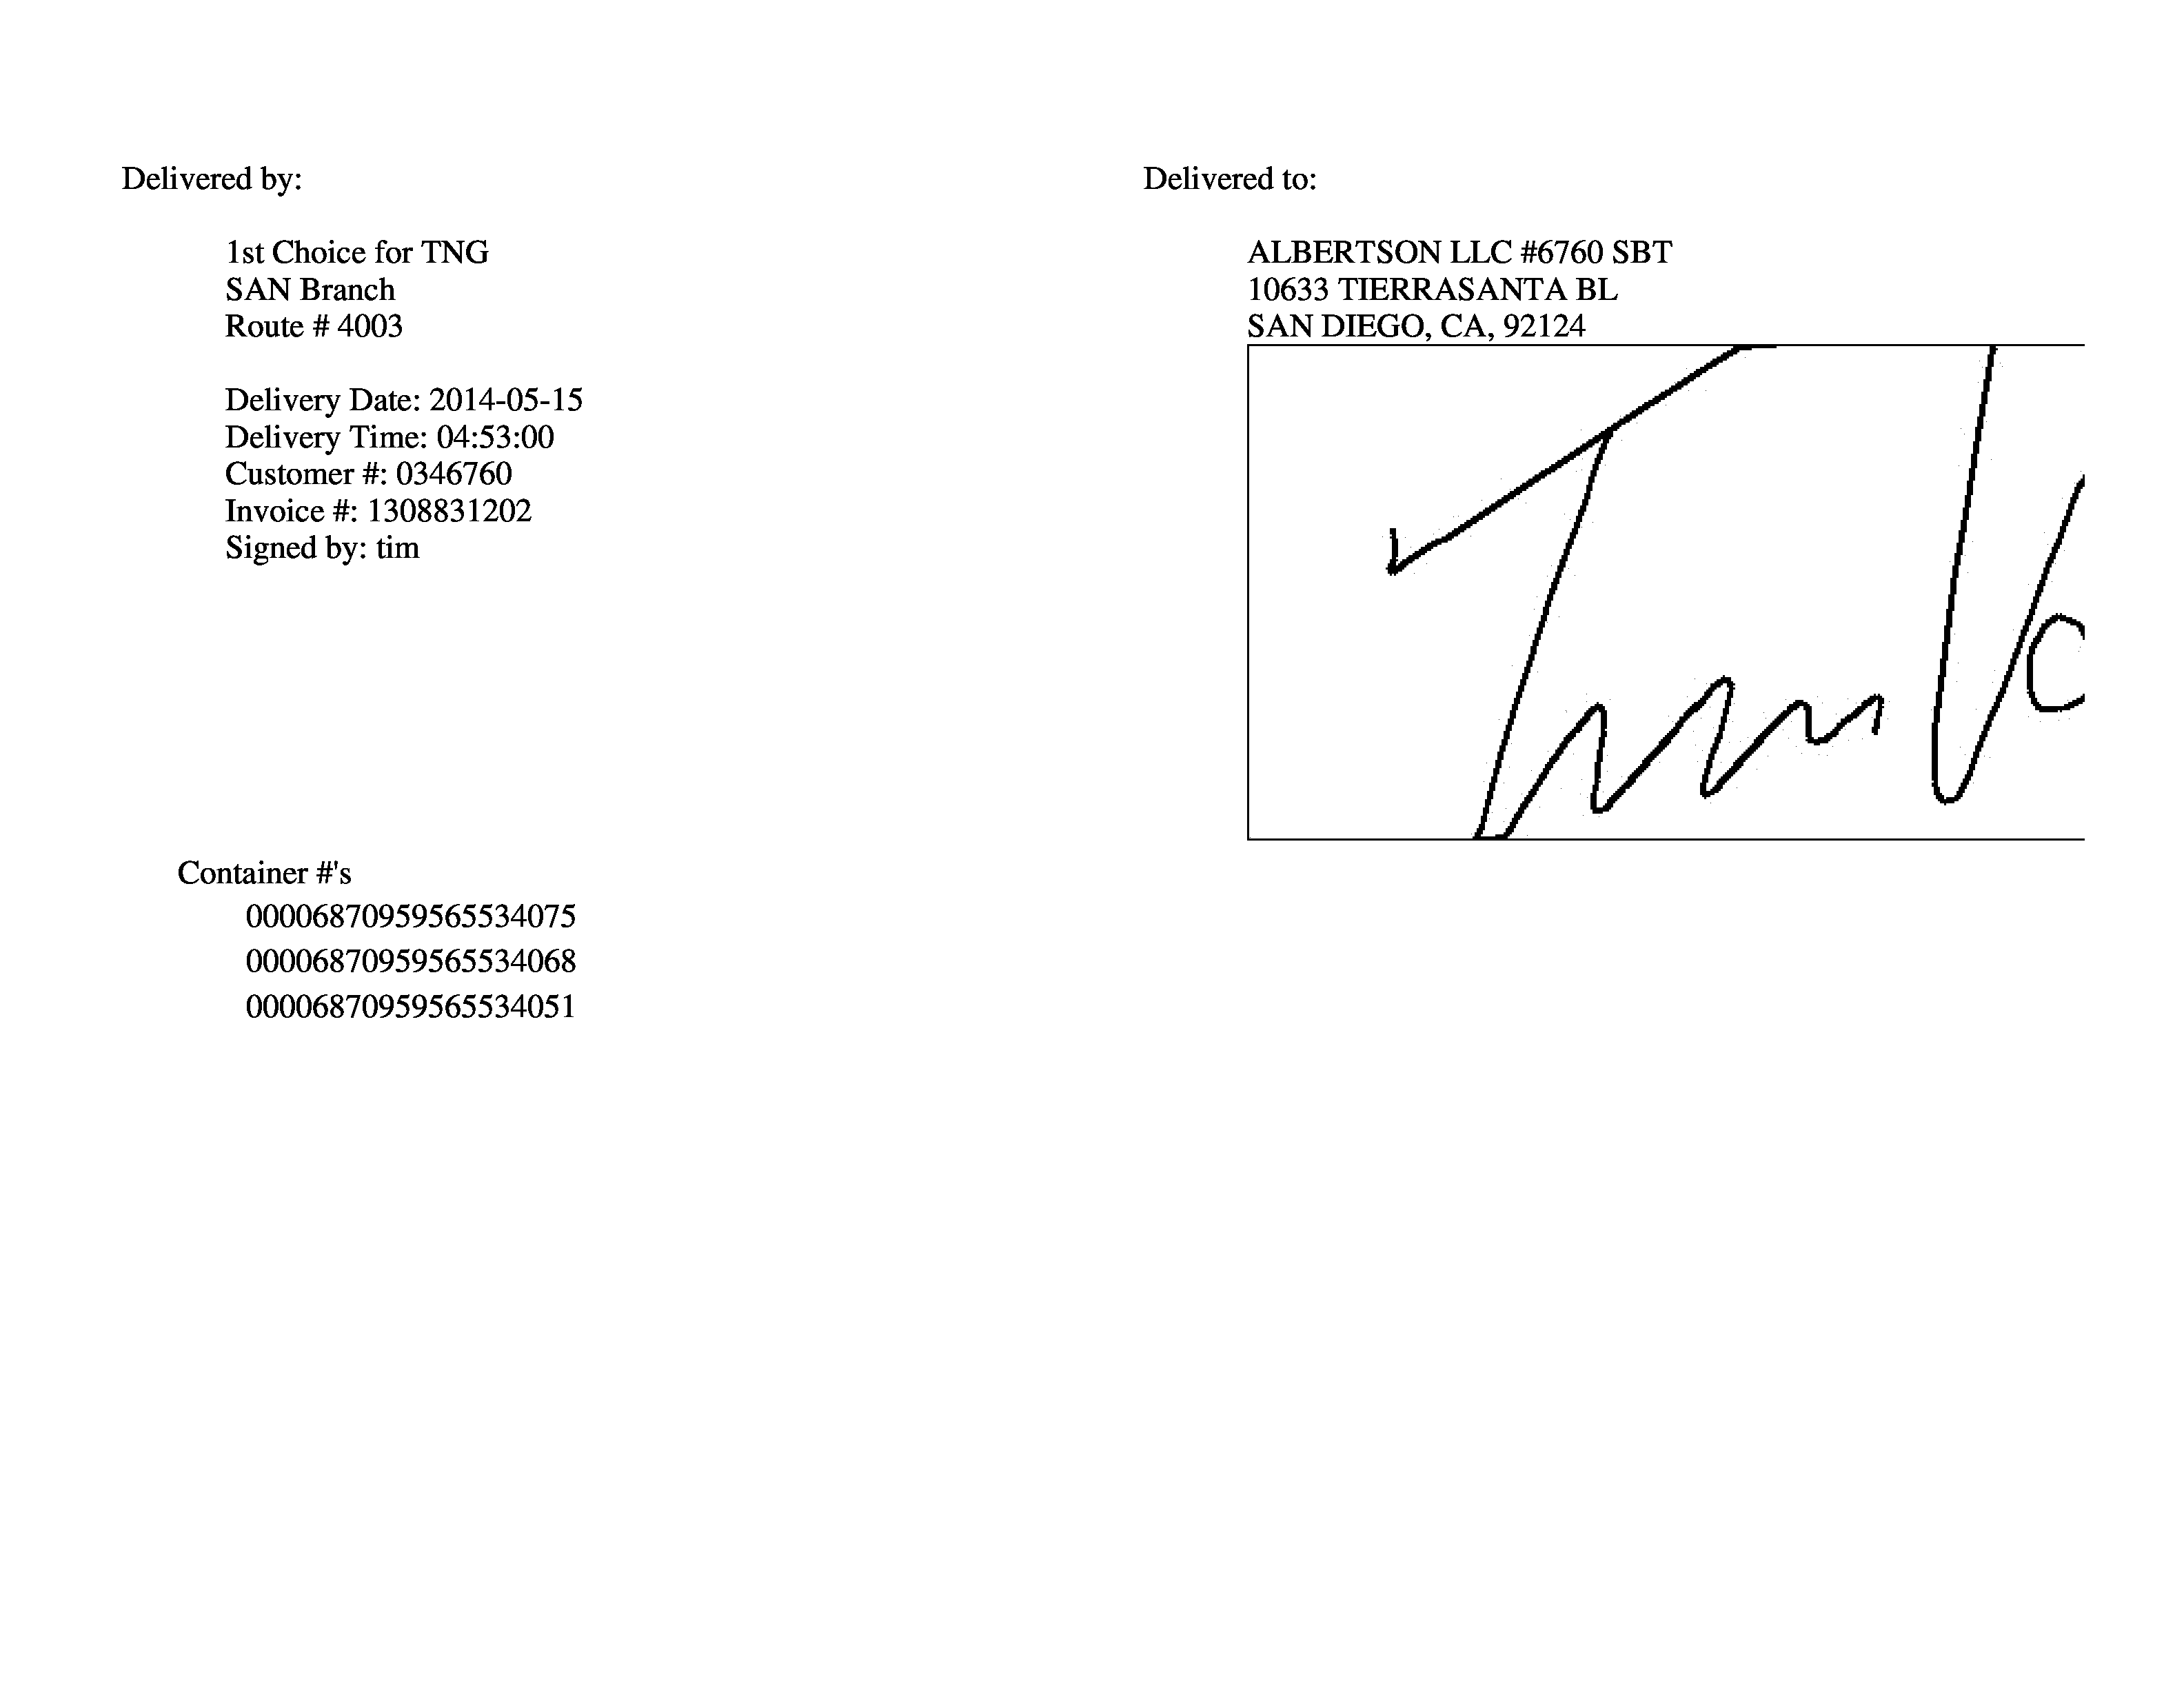 Delivered by:
1st Choice for TNG
SAN Branch
Route # 4003
Delivery Date: 2014-05-15
Delivery Time: 04:53:00
Customer #: 0346760
Invoice #: 1308831202
Signed by: tim
Delivered to:
ALBERTSON LLC #6760 SBT
10633 TIERRASANTA BL
SAN DIEGO, CA, 92124
Container #'s
00006870959565534075
00006870959565534068
00006870959565534051